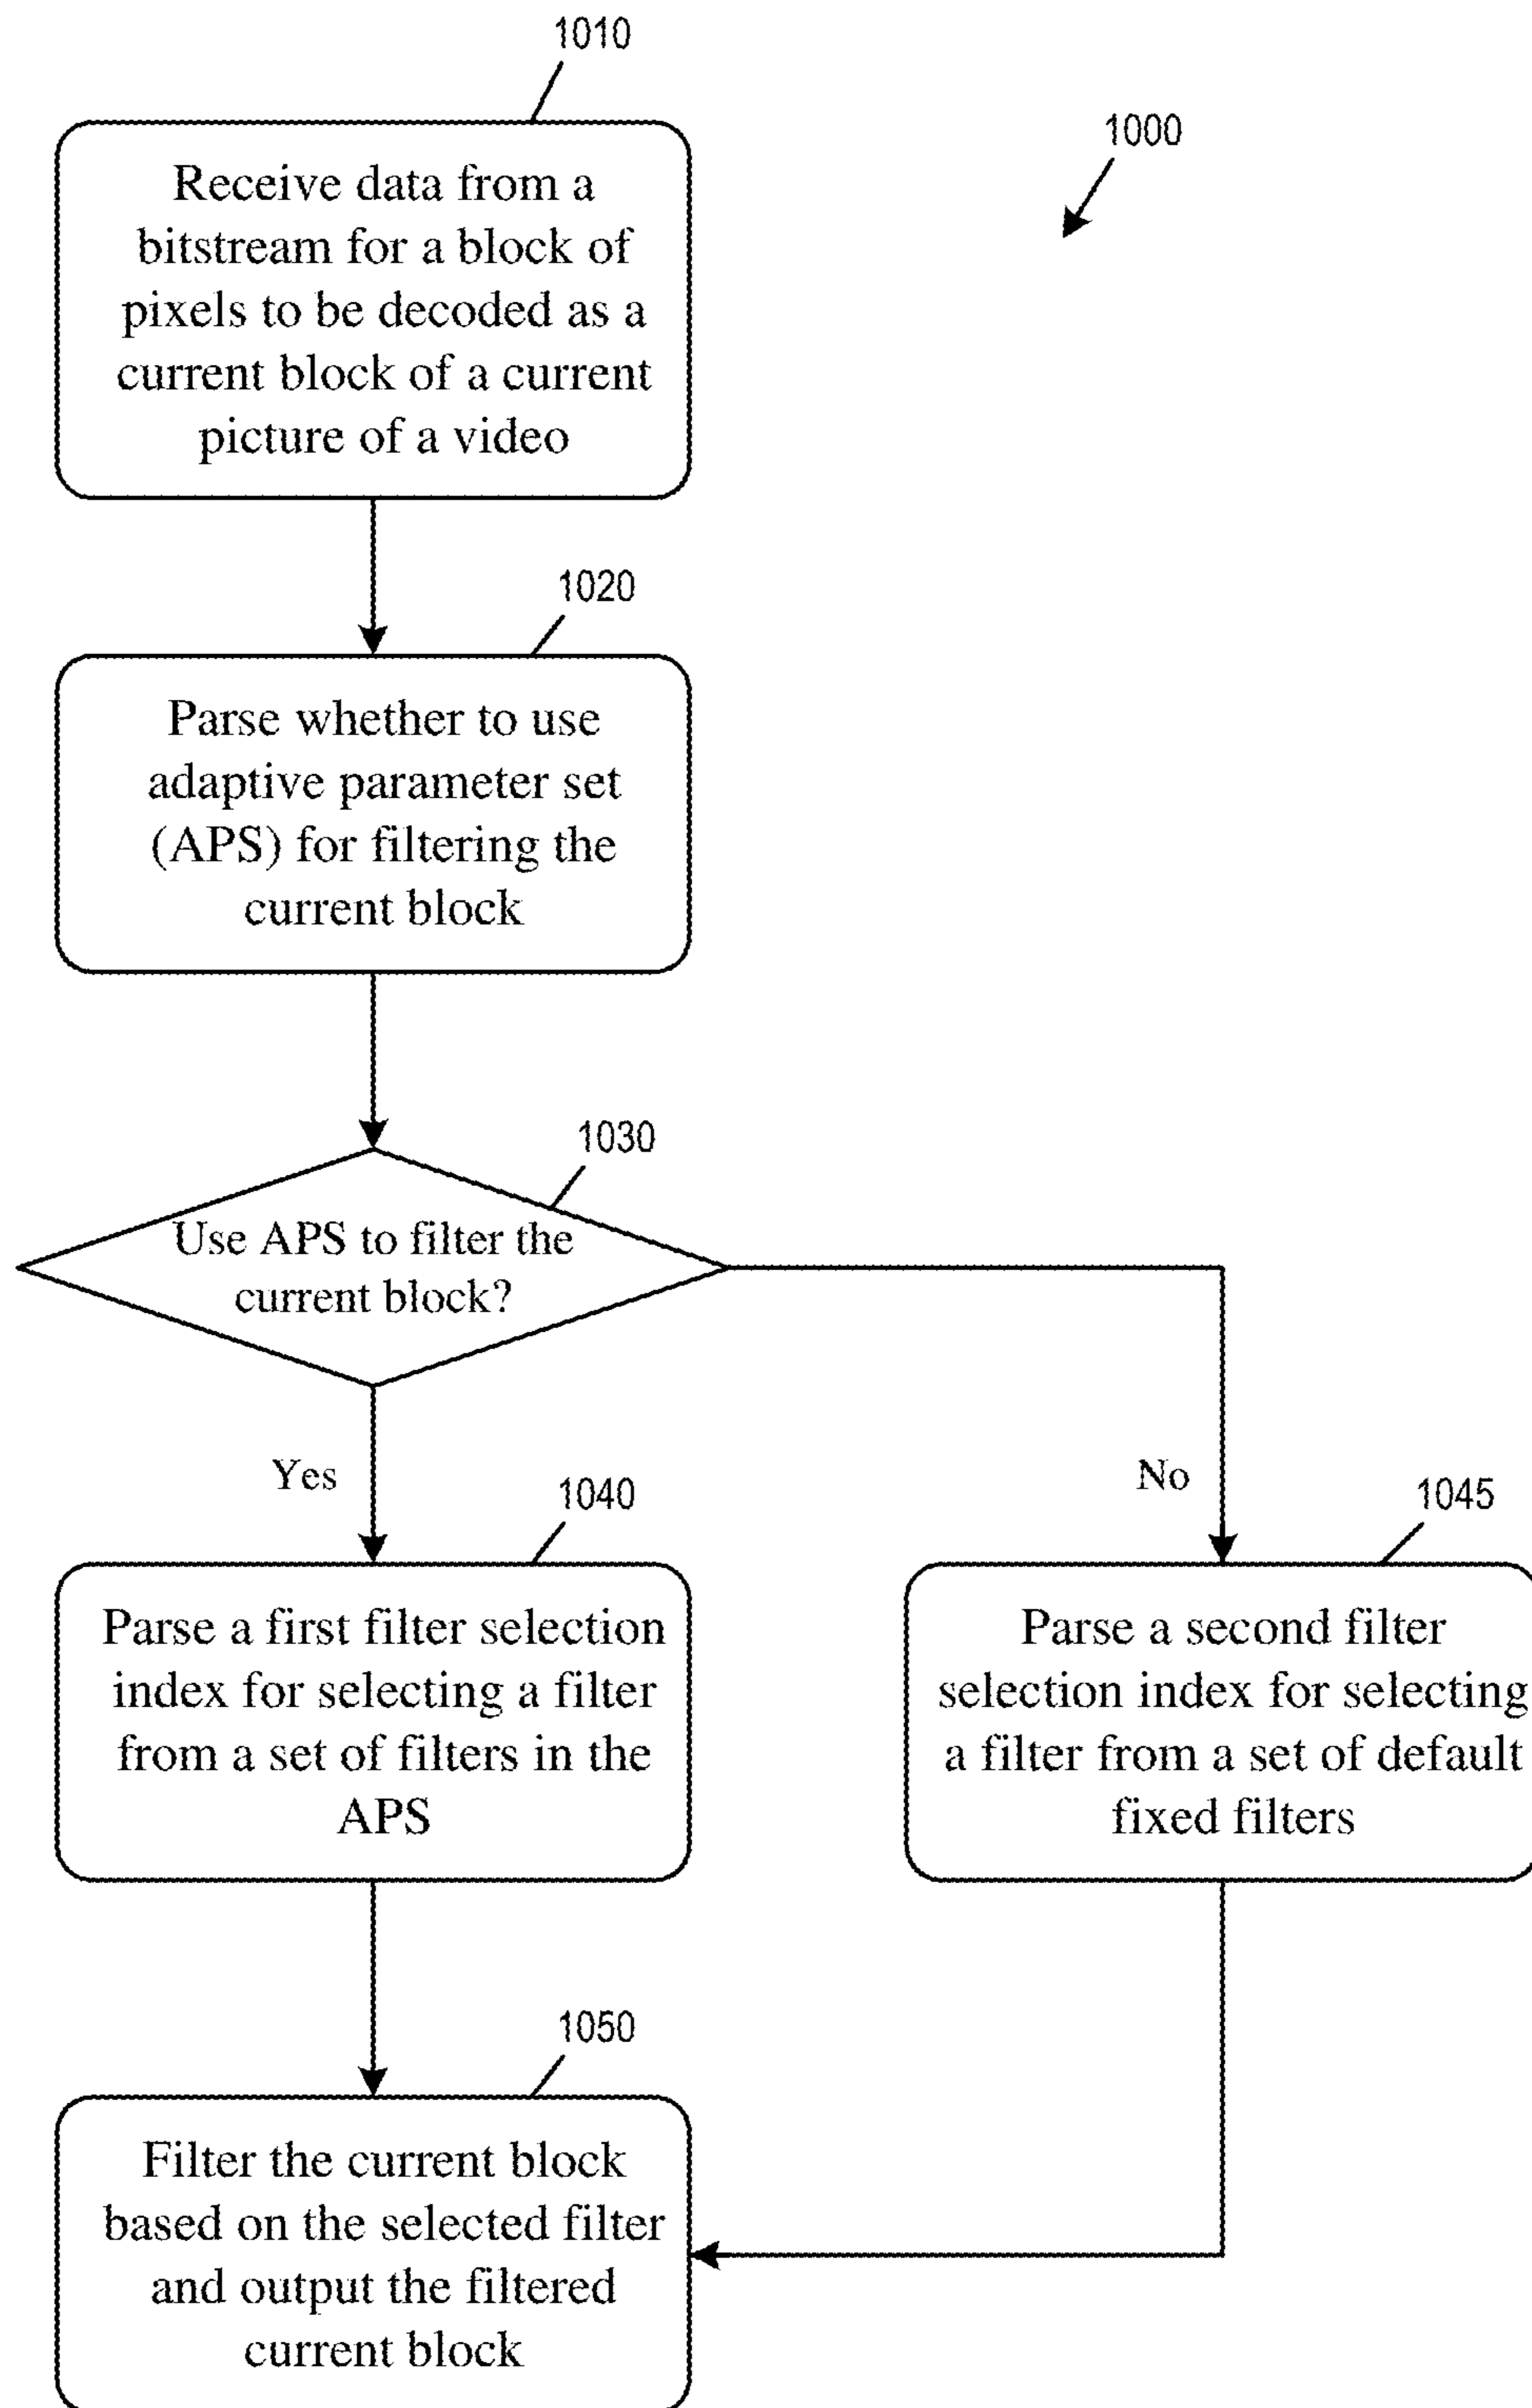 1010
1000
Receive data from a
bitstream for a block of
pixels to be decoded as a
current block of a current
picture of a video
1020
Parse whether to use
adaptive parameter set
(APS) for filtering the
current block
1030
Use APS to filter the
current block?
Yes
No
1040
1045
Parse a first filter selection
index for selecting a filter
from a set of filters in the
APS
Parse a second filter
selection index for selecting
a filter from a set of default
fixed filters
1050
Filter the current block
based on the selected filter
and output the filtered
current block